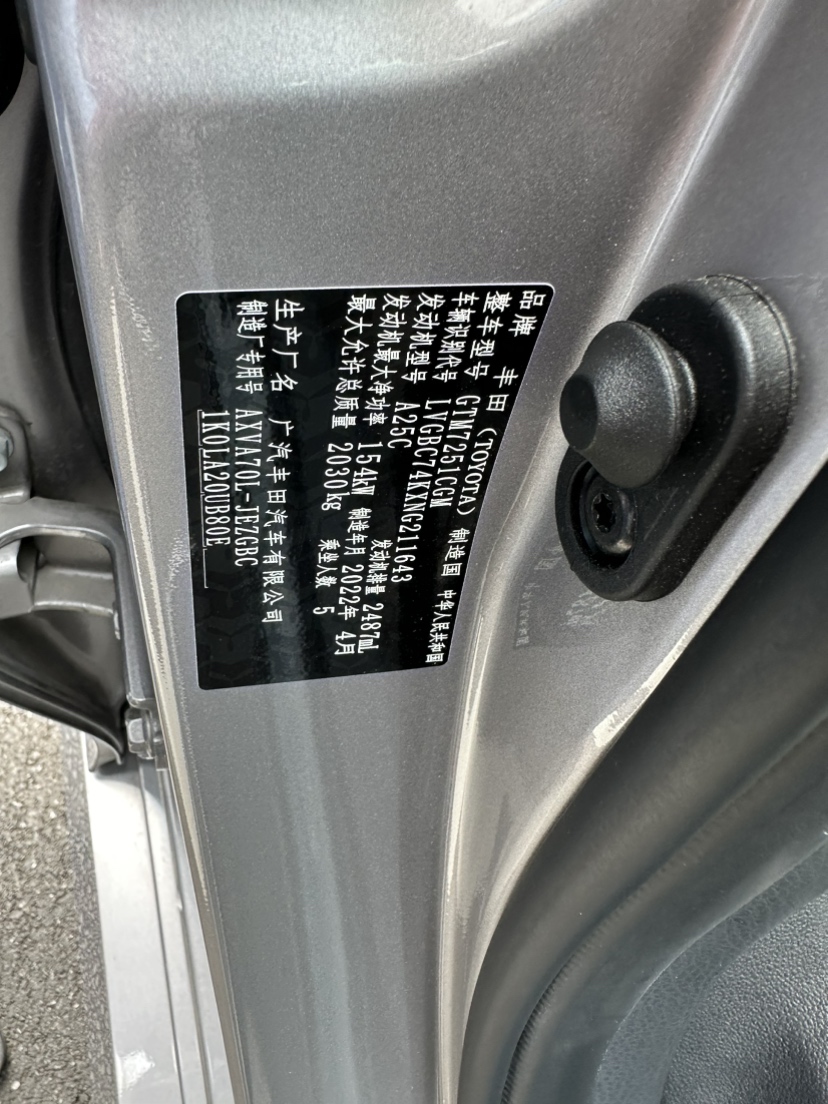 品牌 丰田（TOYOTA） 制造国 中华人民共和国
整车型号 GTM7251CGM
车辆识别代号 LVGBC74KXNG211643
发动机型号 A25C 发动机排量 2487mL
发动机最大净功率 154kW 制造年月 2022年 4月
最大允许总质量 2030kg 乘坐人数 5
生产厂名 广汽丰田汽车有限公司
制造厂专用号 AXVA70L-JEZGBC
1K01A20UB80E